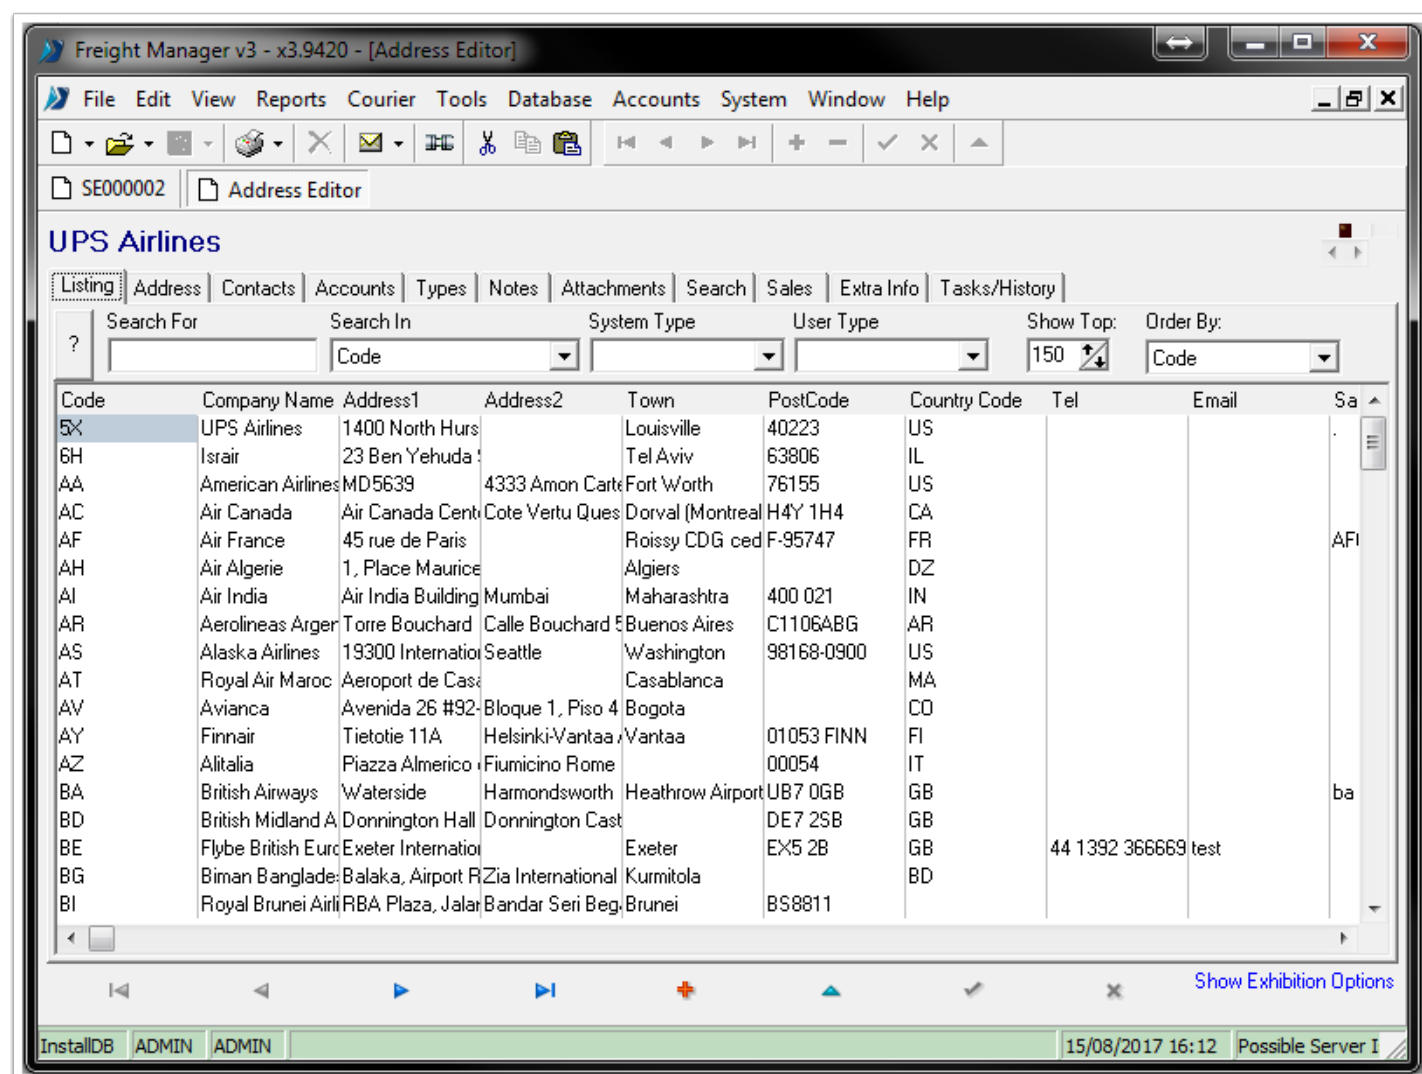 Freight Manager v3 - x3.9420 - [Address Editor]
File Edit View Reports Courier Tools Database Accounts System Window Help
SE000002 Address Editor
UPS Airlines
Listing Address Contacts Accounts Types Notes Attachments Search Sales Extra Info Tasks/History
? Search For Search In System Type User Type Show Top: Order By:
Code 150 Code
Code Company Name Address1 Address2 Town PostCode Country Code Tel Email Sa
5X UPS Airlines 1400 North Hurs Louisville 40223 US .
6H Israir 23 Ben Yehuda Tel Aviv 63806 IL
AA American Airlines MD5639 4333 Amon Carte Fort Worth 76155 US
AC Air Canada Air Canada Cent Cote Vertu Ques Dorval (Montreal H4Y 1H4 CA
AF Air France 45 rue de Paris Roissy CDG ced F-95747 FR AF
AH Air Algerie 1, Place Maurice Algiers DZ
AI Air India Air India Building Mumbai Maharashtra 400 021 IN
AR Aerolineas Arger Torre Bouchard Calle Bouchard 5 Buenos Aires C1106ABG AR
AS Alaska Airlines 19300 Internatio Seattle Washington 98168-0900 US
AT Royal Air Maroc Aeroport de Casa Casablanca MA
AV Avianca Avenida 26 #92- Bloque 1, Piso 4 Bogota CO
AY Finnair Tietotie 11A Helsinki-Vantaa Vantaa 01053 FINN FI
AZ Alitalia Piazza Almerico Fiumicino Rome 00054 IT
BA British Airways Waterside Harmondsworth Heathrow Airport UB7 0GB GB ba
BD British Midland A Donnington Hall Donnington Cast DE7 2SB GB
BE Flybe British Euro Exeter Internatio Exeter EX5 2B GB 44 1392 366669 test
BG Biman Banglade Balaka, Airport R Zia International Kurmitola BD
BI Royal Brunei Airli RBA Plaza, Jalar Bandar Seri Beg Brunei BS8811
Show Exhibition Options
InstallDB ADMIN ADMIN 15/08/2017 16:12 Possible Server I